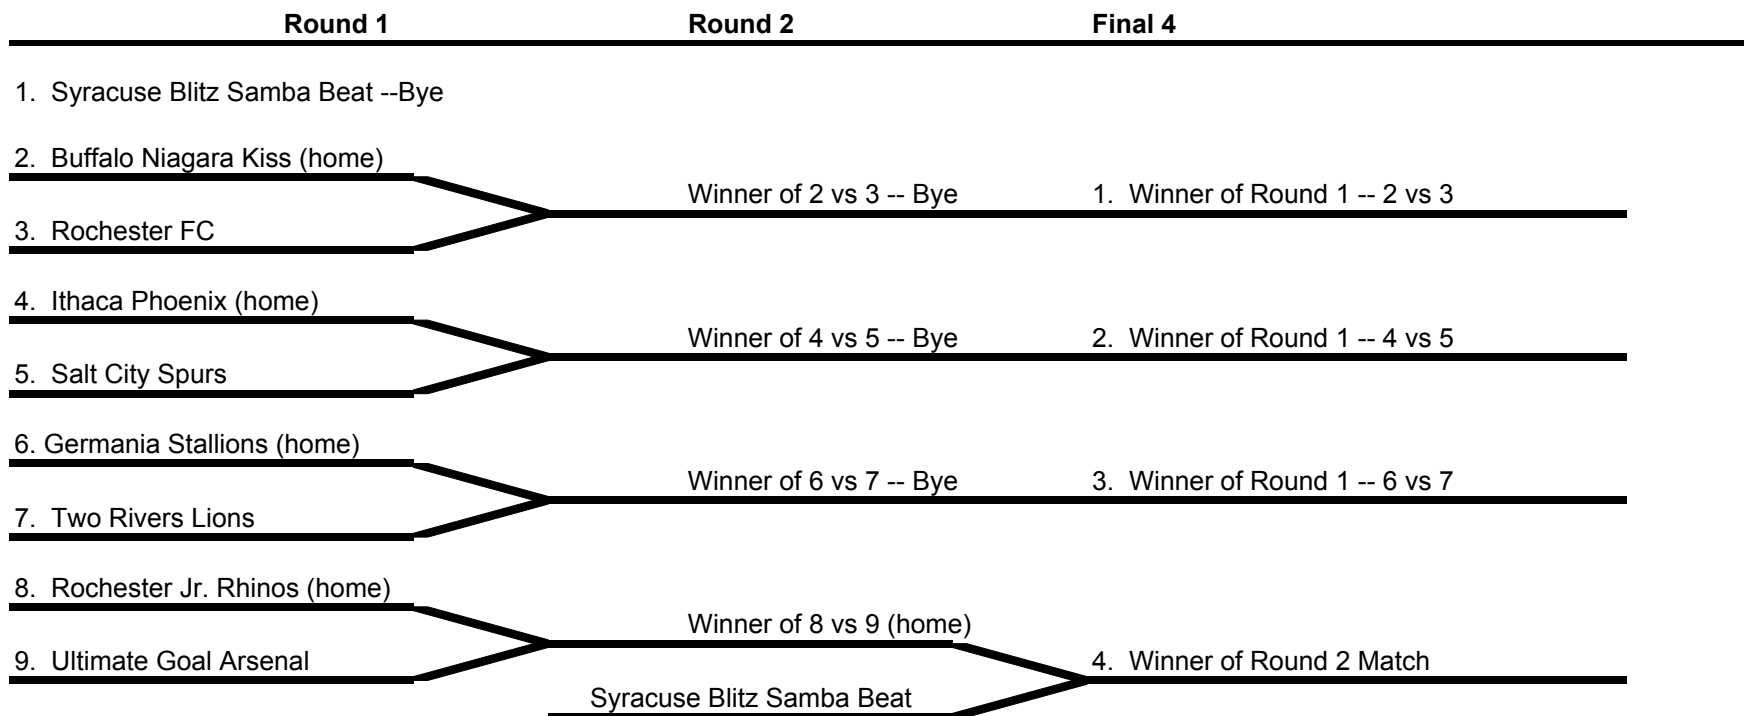 Round 1 Round 2 Final 4
1. Syracuse Blitz Samba Beat --Bye
2. Buffalo Niagara Kiss (home)
Winner of 2 vs 3 -- Bye 1. Winner of Round 1 -- 2 vs 3
3. Rochester FC
4. Ithaca Phoenix (home)
Winner of 4 vs 5 -- Bye 2. Winner of Round 1 -- 4 vs 5
5. Salt City Spurs
6. Germania Stallions (home)
Winner of 6 vs 7 -- Bye 3. Winner of Round 1 -- 6 vs 7
7. Two Rivers Lions
8. Rochester Jr. Rhinos (home)
Winner of 8 vs 9 (home)
9. Ultimate Goal Arsenal 4. Winner of Round 2 Match
Syracuse Blitz Samba Beat